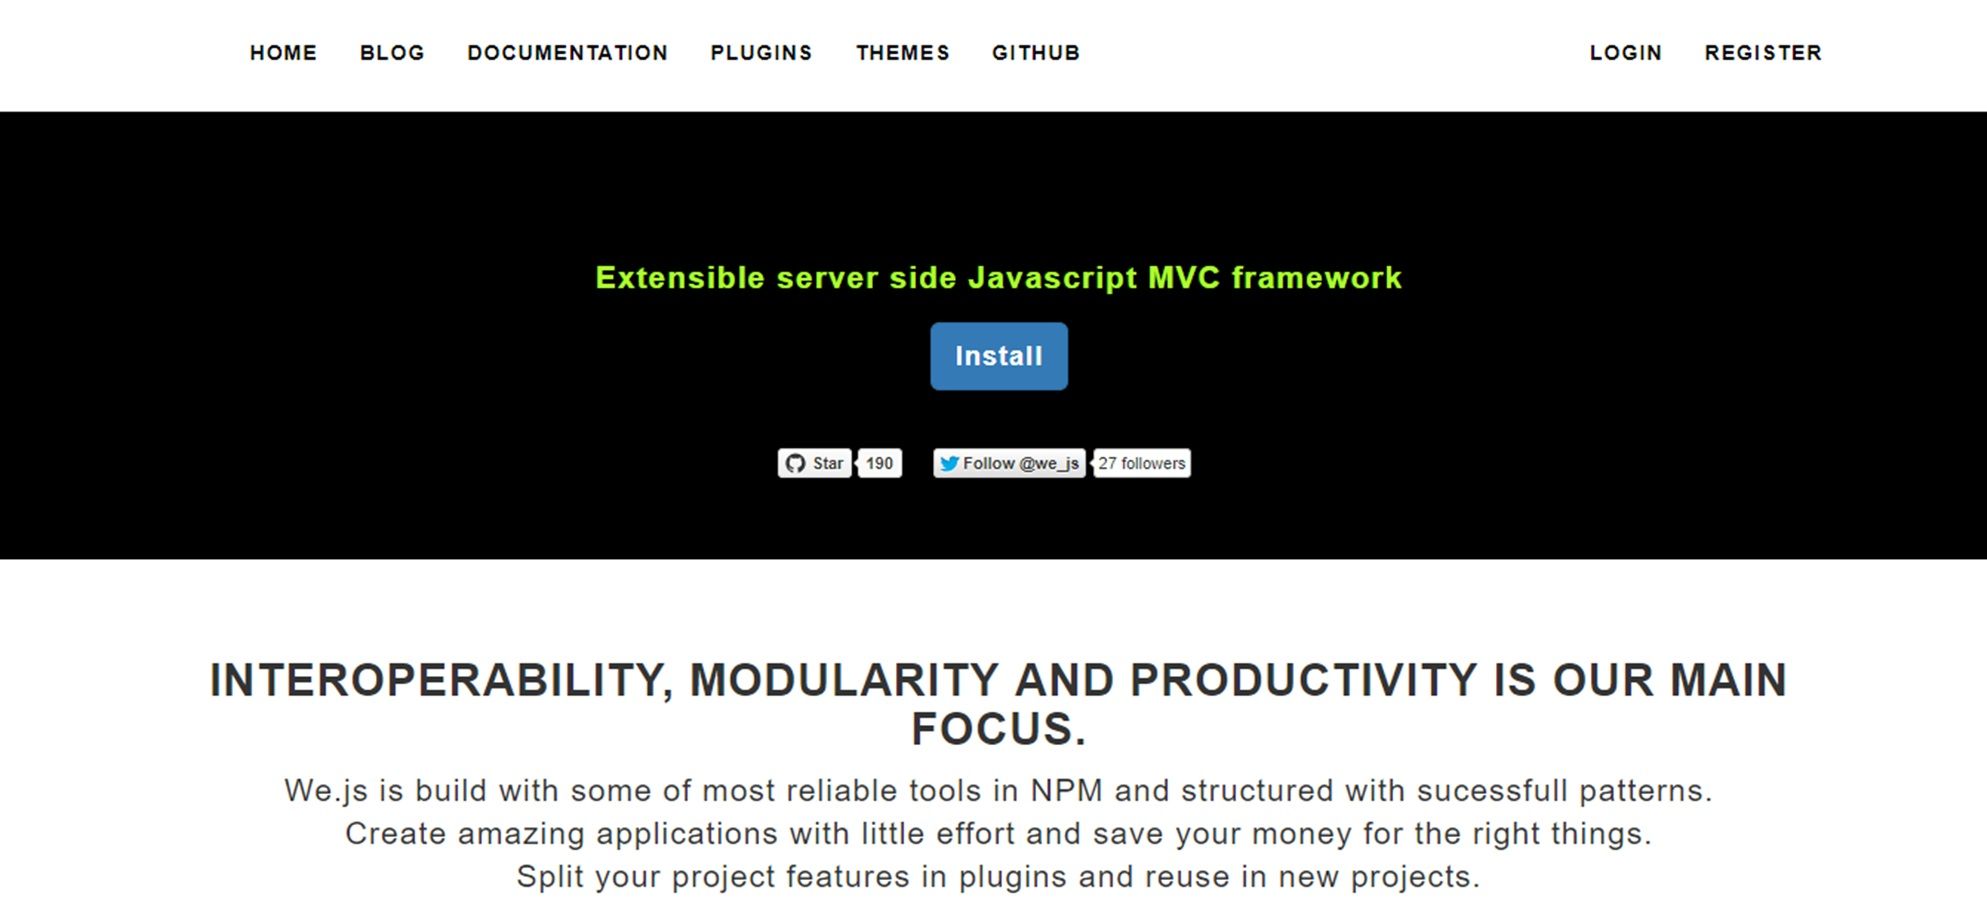 HOME BLOG DOCUMENTATION PLUGINS THEMES GITHUB LOGIN REGISTER
Extensible server side Javascript MVC framework
Install
Star 190 Follow @we_js 27 followers
INTEROPERABILITY, MODULARITY AND PRODUCTIVITY IS OUR MAIN
FOCUS.
We.js is build with some of most reliable tools in NPM and structured with sucessfull patterns.
Create amazing applications with little effort and save your money for the right things.
Split your project features in plugins and reuse in new projects.